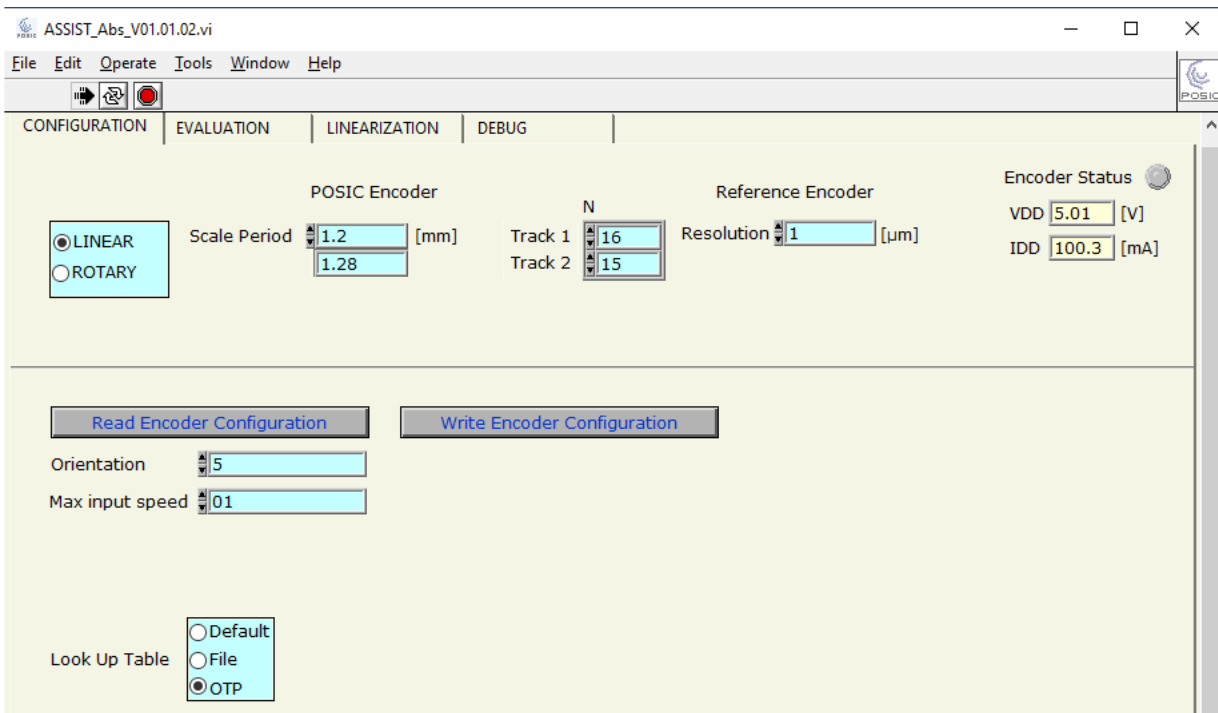 ASSIST_Abs_V01.01.02.vi
File Edit Operate Tools Window Help
POSIC
CONFIGURATION EVALUATION LINEARIZATION DEBUG
POSIC Encoder
N
Reference Encoder
Encoder Status
LINEAR
ROTARY
Scale Period 1.2 [mm]
1.28
Track 1 16
Track 2 15
Resolution 1 [µm]
VDD 5.01 [V]
IDD 100.3 [mA]
Read Encoder Configuration Write Encoder Configuration
Orientation 5
Max input speed 01
Look Up Table
Default
File
OTP